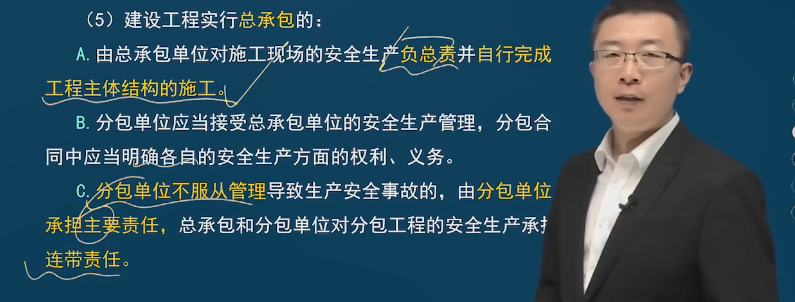 （5）建设工程实行总承包的：
A.由总承包单位对施工现场的安全生产负总责并自行完成
工程主体结构的施工。
B.分包单位应当接受总承包单位的安全生产管理，分包合
同中应当明确各自的安全生产方面的权利、义务。
C.分包单位不服从管理导致生产安全事故的，由分包单位
承担主要责任，总承包和分包单位对分包工程的安全生产承担
连带责任。